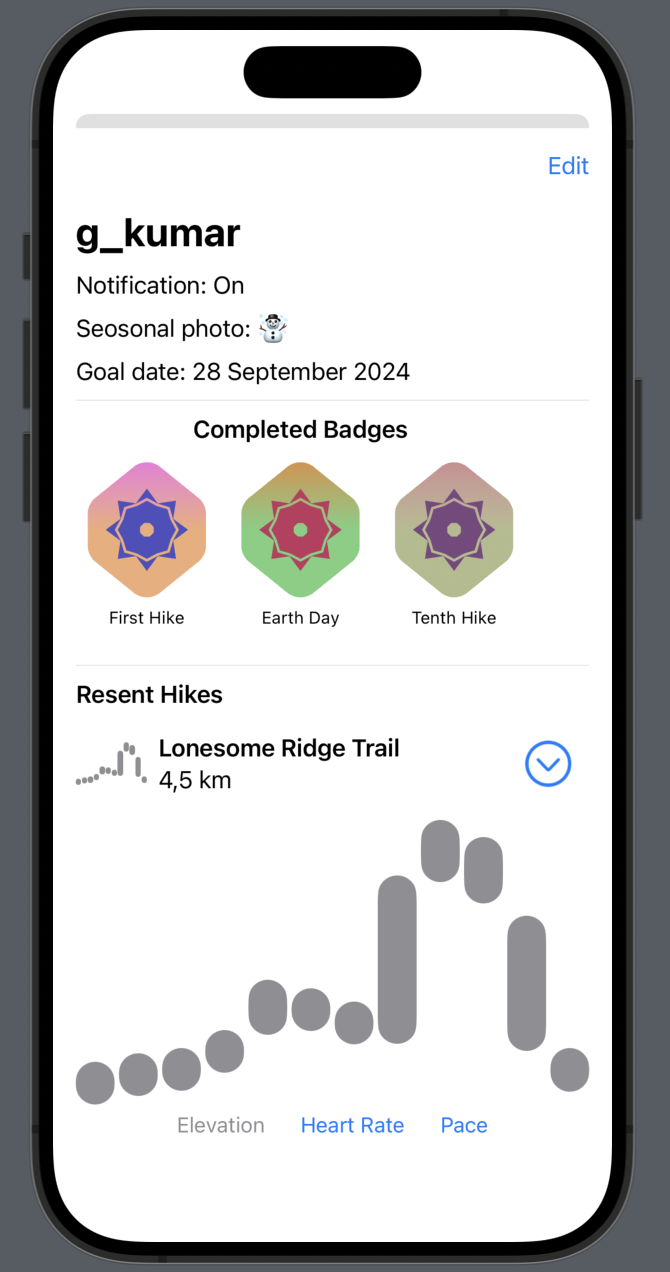 Edit
g_kumar
Notification: On
Seosonal photo: ☃️
Goal date: 28 September 2024
Completed Badges
First Hike Earth Day Tenth Hike
Resent Hikes
Lonesome Ridge Trail
4,5 km
Elevation Heart Rate Pace